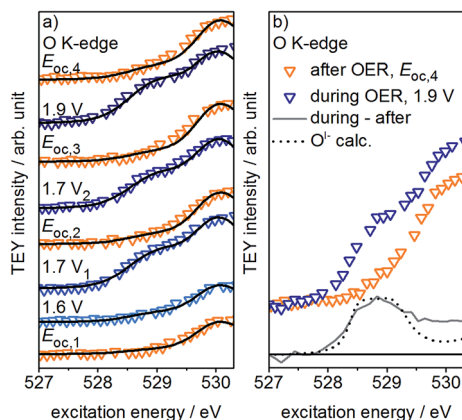 a)
O K-edge
E_oc,4
1.9 V
E_oc,3
1.7 V_2
E_oc,2
1.7 V_1
1.6 V
E_oc,1
TEY intensity / arb. unit
527 528 529 530
excitation energy / eV
b)
O K-edge
after OER, E_oc,4
during OER, 1.9 V
during - after
O^I- calc.
TEY intensity / arb. unit
527 528 529 530
excitation energy / eV